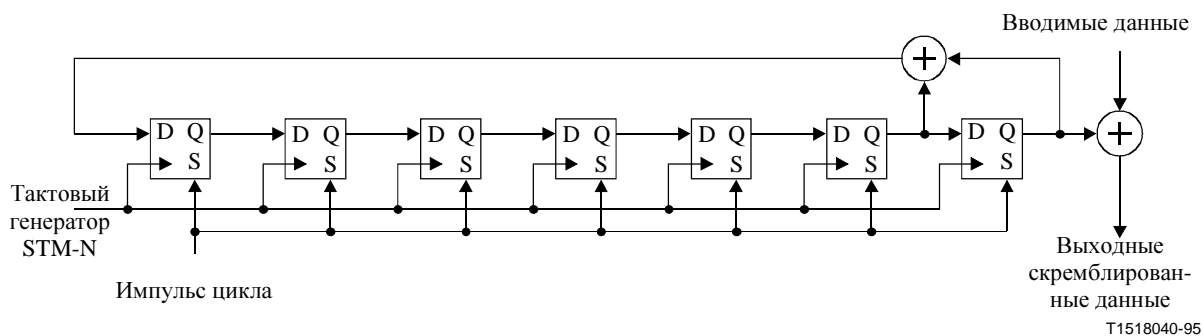 Вводимые данные
D Q
S
D Q
S
D Q
S
D Q
S
D Q
S
D Q
S
D Q
S
Тактовый
генератор
STM-N
Импульс цикла
Выходные
скремблирован-
ные данные
T1518040-95